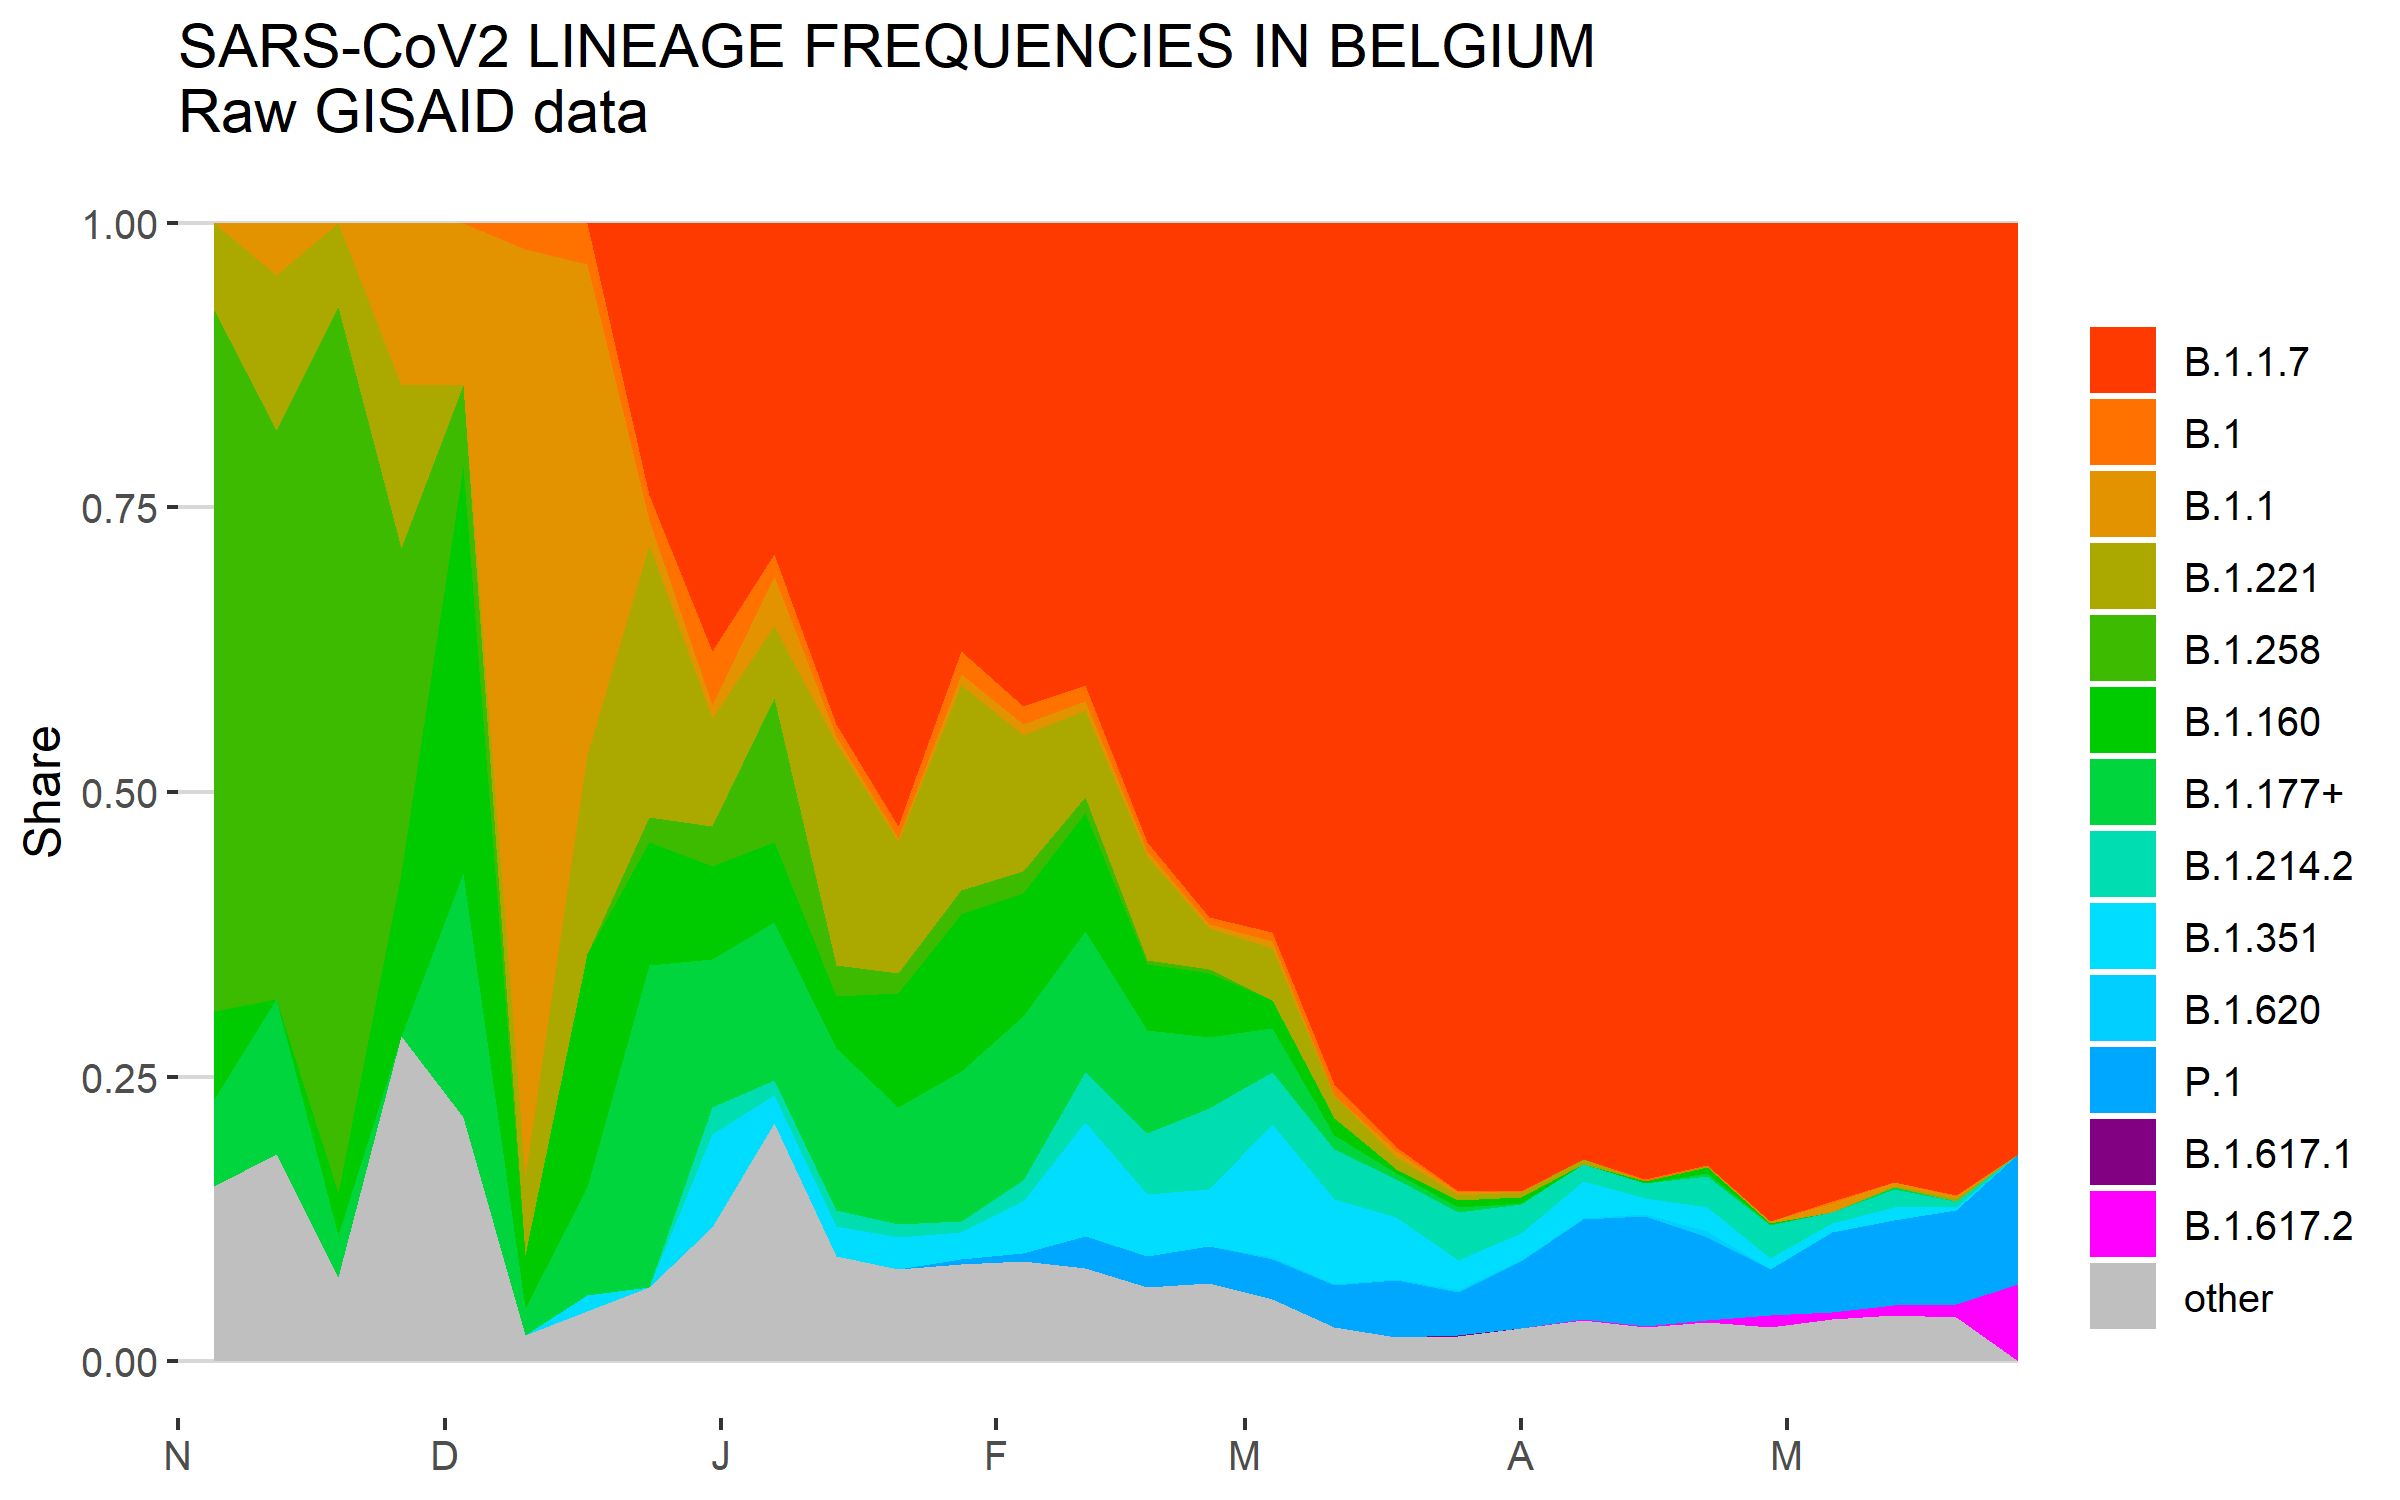 SARS-CoV2 LINEAGE FREQUENCIES IN BELGIUM
Raw GISAID data
1.00
0.75
0.50
0.25
0.00
Share
N D J F M A M
B.1.1.7
B.1
B.1.1
B.1.221
B.1.258
B.1.160
B.1.177+
B.1.214.2
B.1.351
B.1.620
P.1
B.1.617.1
B.1.617.2
other